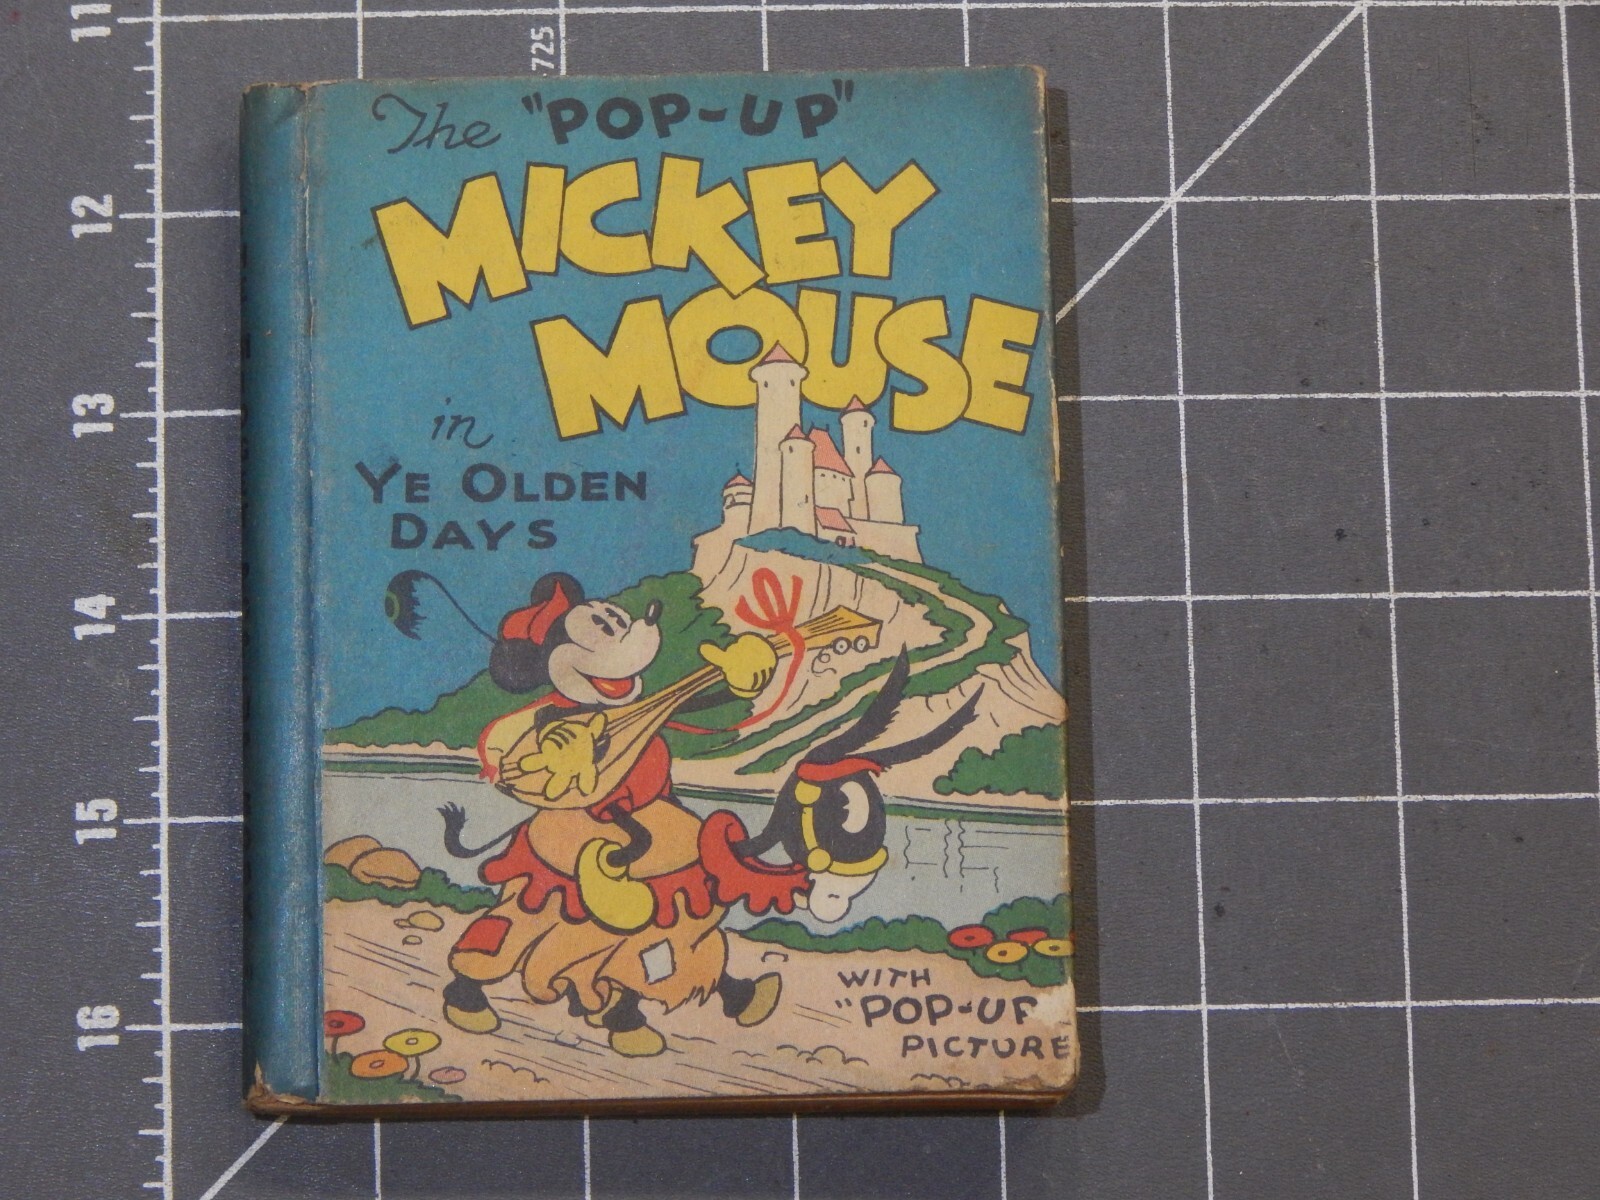 The "POP-UP"
MICKEY
MOUSE
in
YE OLDEN
DAYS
WITH
"POP-UP
PICTURE
11
725
12
13
14
15
16